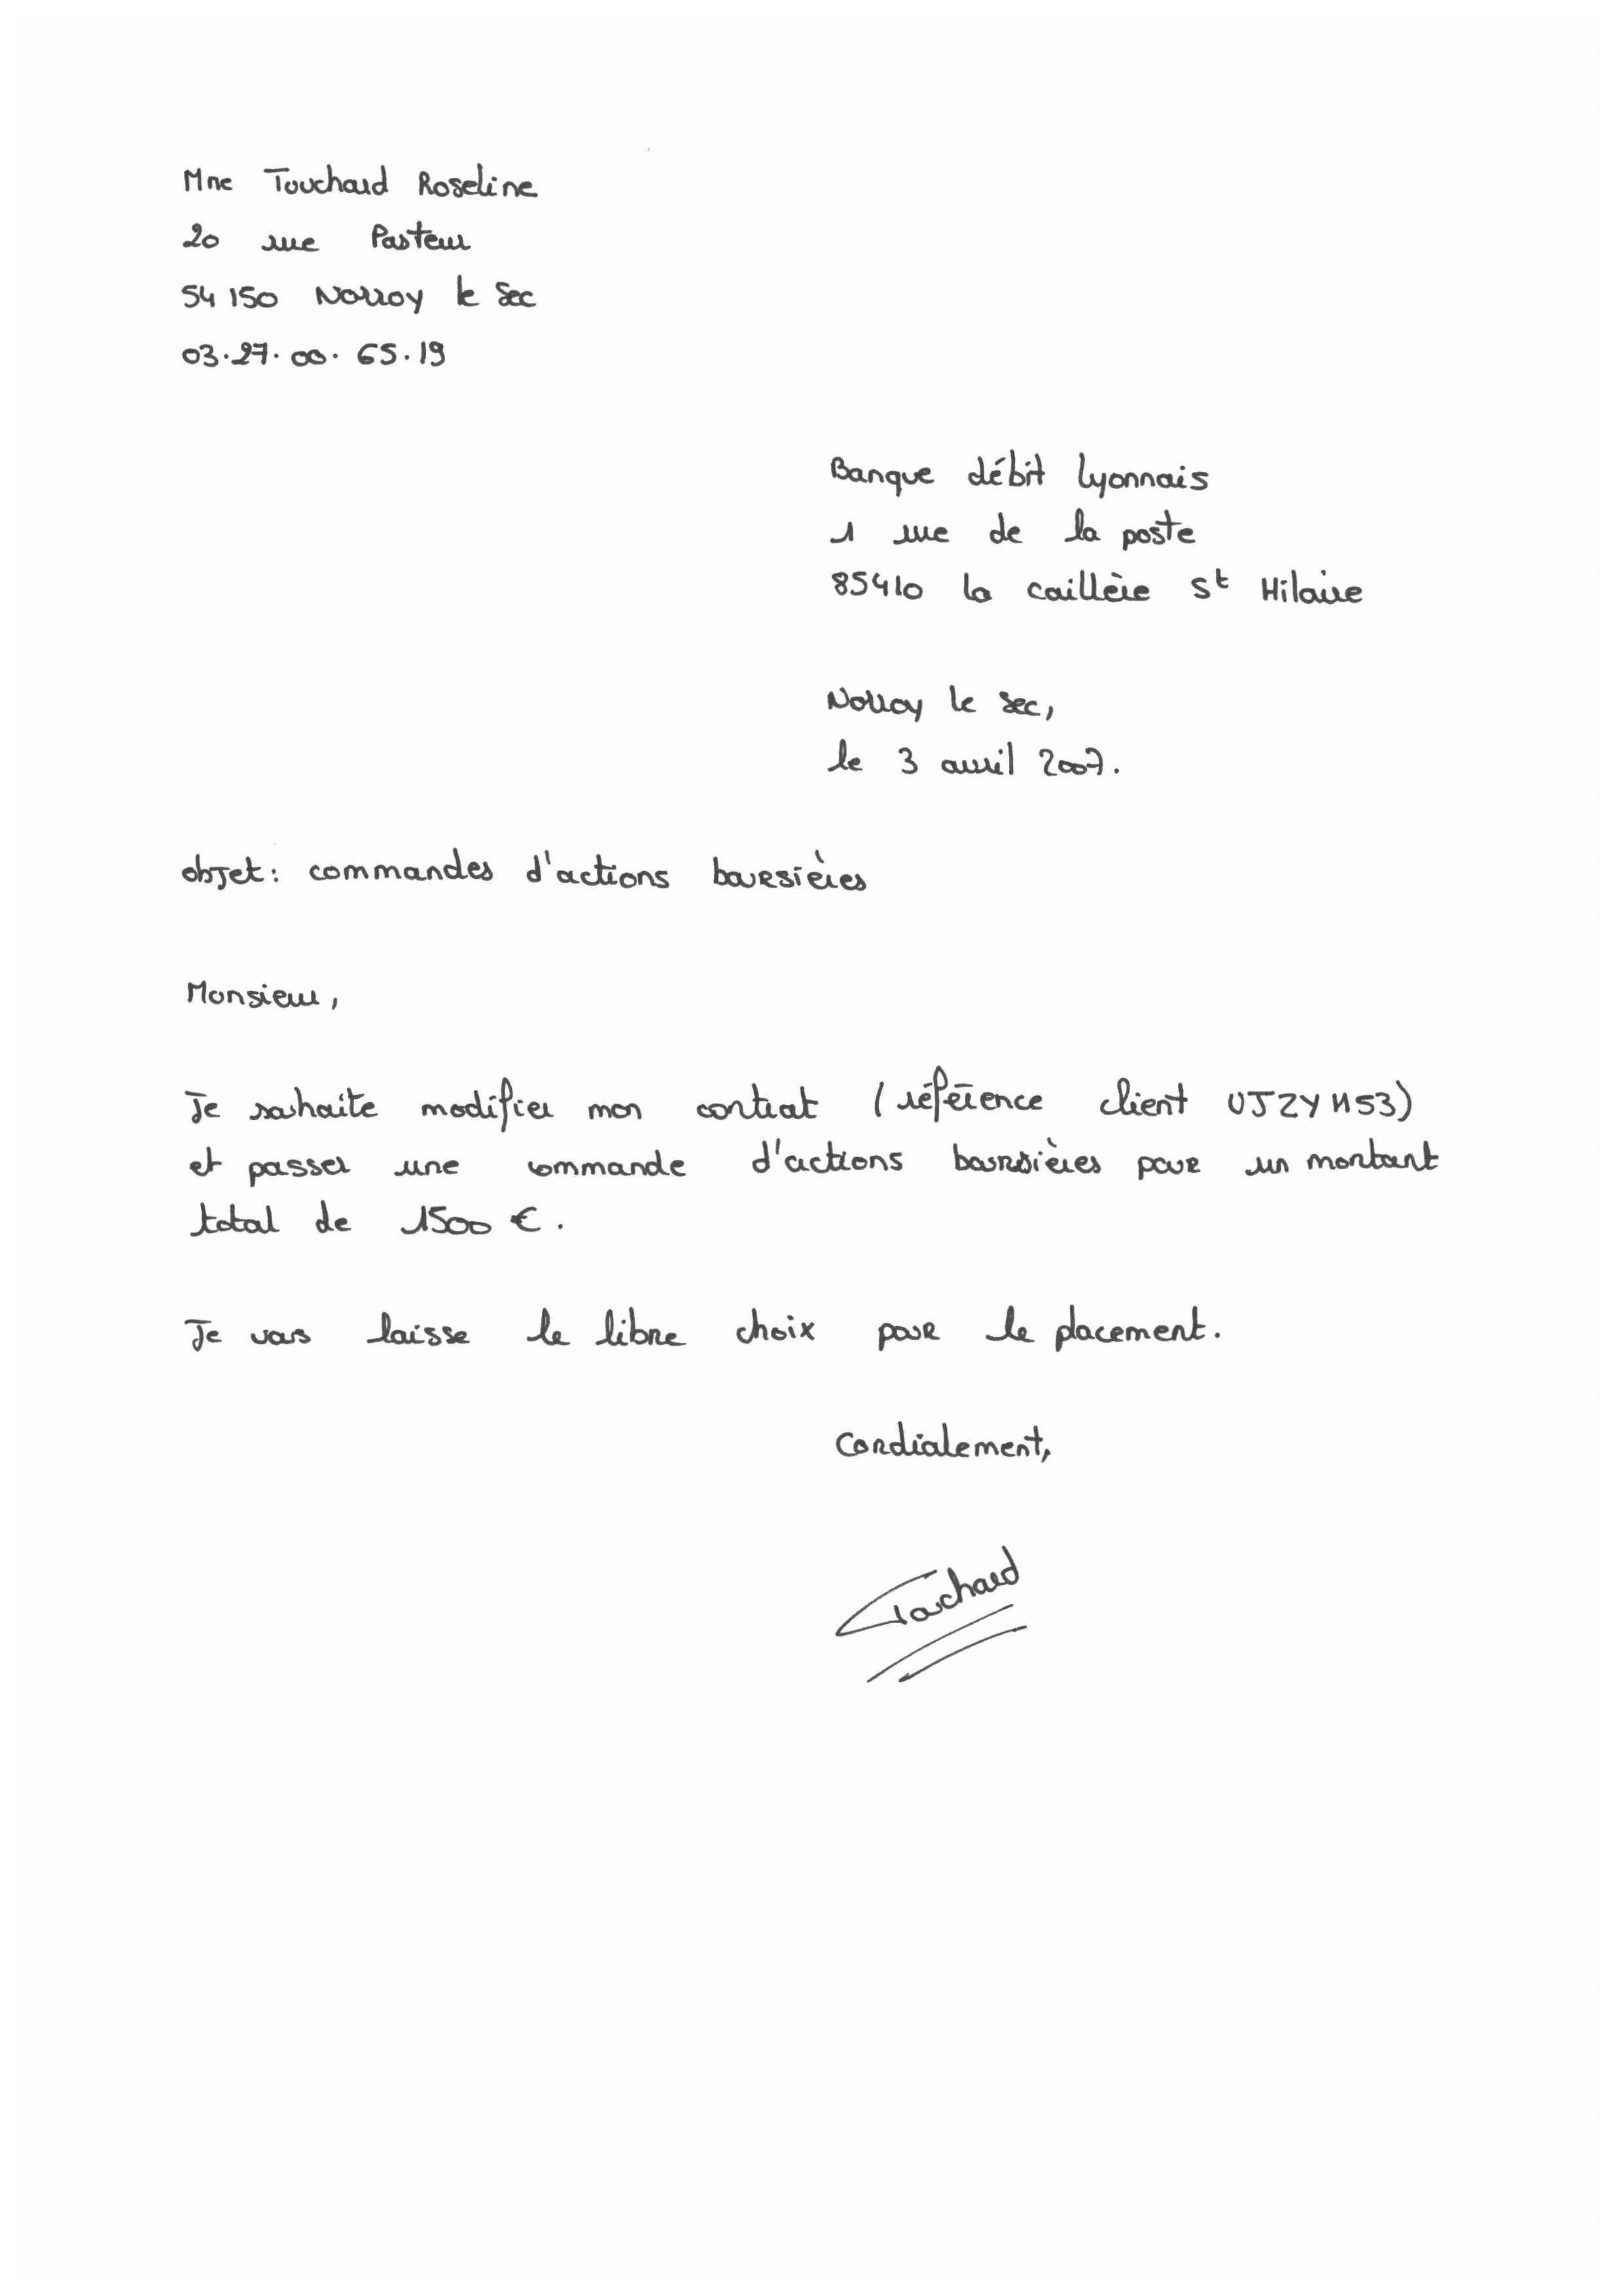 Mme Touchard Roseline
20 rue Pasteur
54150 Norroy le Sec
03.27.00.65.19
Banque débit Lyonnais
1 rue de la poste
85410 la caillère St Hilaire
Norroy le Sec,
le 3 avril 2007.
objet: commandes d'actions boursières
Monsieur,
Je souhaite modifier mon contrat (référence client
et passer une commande d'actions boursières pour un montant
total de 1500 €.
Je vous laisse le libre choix pour le placement.
Cordialement,
Touchard